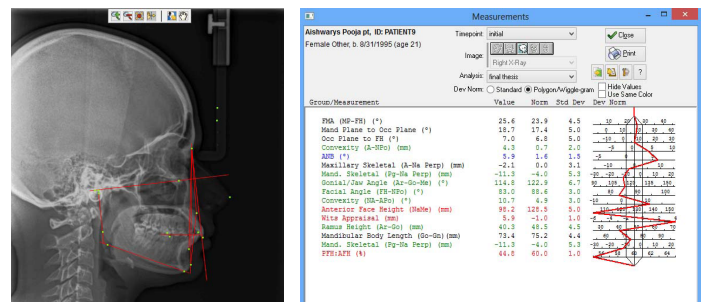 Measurements
Aishwarys Pooja pt, ID: PATIENT9
Female Other, b. 8/31/1995 (age 21)
Timepoint: initial
Image:
Right X-Ray
Analysis: final thesis
Dev Norm: Standard Polygon/Wiggle-gram
Close
Print
?
Hide Values
Use Same Color
Group/Measurement Value Norm Std Dev Dev Norm
FMA (MP-FH) (°) 25.6 23.9 4.5
Mand Plane to Occ Plane (°) 18.7 17.4 5.0
Occ Plane to FH (°) 7.0 6.8 5.0
Convexity (A-NPo) (mm) 4.3 0.7 2.0
ANB (°) 5.9 1.6 1.5
Maxillary Skeletal (A-Na Perp) (mm) -2.1 0.0 3.1
Mand. Skeletal (Pg-Na Perp) (mm) -11.3 -4.0 5.3
Gonial/Jaw Angle (Ar-Go-Me) (°) 114.8 122.9 6.7
Facial Angle (FH-NPo) (°) 83.0 88.6 3.0
Convexity (NA-APo) (°) 10.7 4.9 3.0
Anterior Face Height (NaMe) (mm) 98.2 128.5 5.0
Wits Appraisal (mm) 5.9 -1.0 1.0
Ramus Height (Ar-Go) (mm) 40.3 48.5 4.5
Mandibular Body Length (Go-Gn)(mm) 73.4 75.2 4.4
Mand. Skeletal (Pg-Na Perp) (mm) -11.3 -4.0 5.3
PFH:AFH (%) 44.8 60.0 1.0